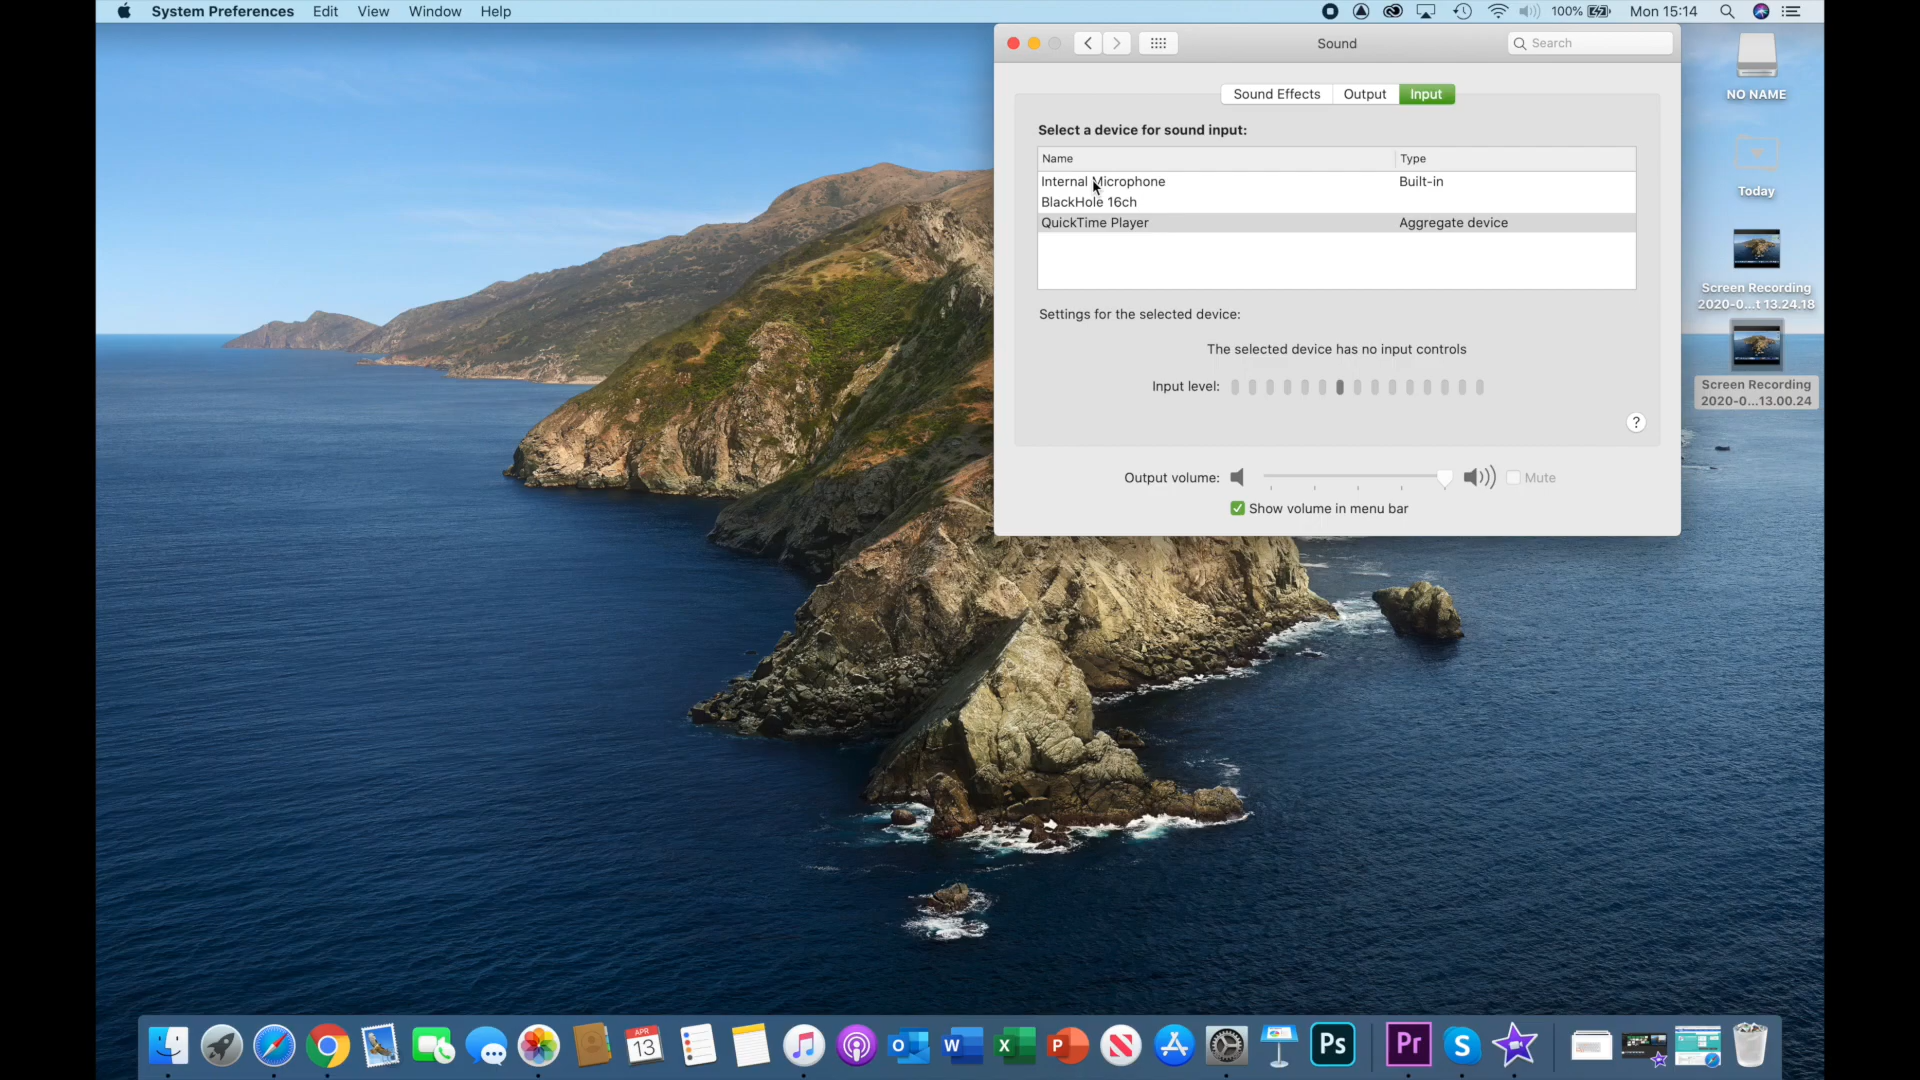 System Preferences Edit View Window Help
100% Mon 15:14
Sound
Search
Sound Effects Output Input
Select a device for sound input:
Name Type
Internal Microphone Built-in
BlackHole 16ch
QuickTime Player Aggregate device
Settings for the selected device:
The selected device has no input controls
Input level:
?
Output volume: Mute
Show volume in menu bar
NO NAME
Today
Screen Recording
2020-0...t 13.24.18
Screen Recording
2020-0...13.00.24
APR
13
O
W
X
P
Ps
Pr
S